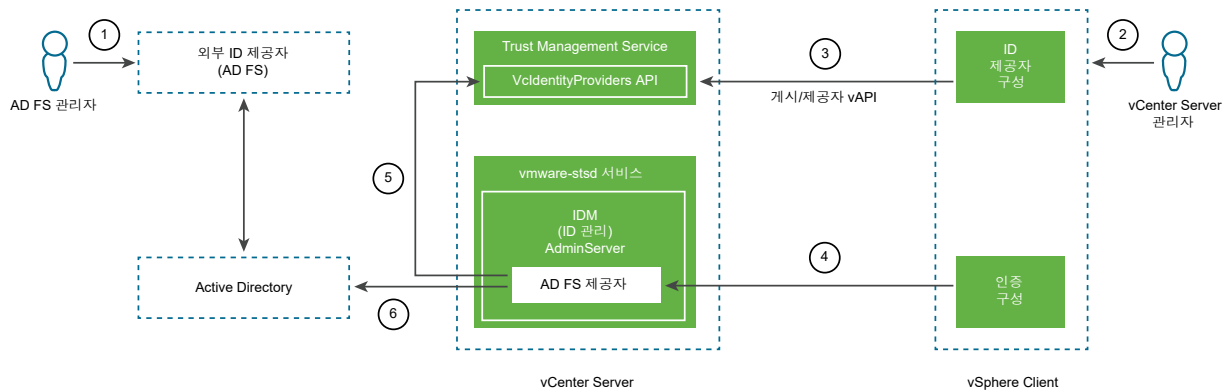 1
AD FS 관리자
외부 ID 제공자
(AD FS)
Active Directory
Trust Management Service
VcIdentityProviders API
3
게시/제공자 vAPI
ID
제공자
구성
2
vCenter Server
관리자
5
vmware-stsd 서비스
IDM
(ID 관리)
AdminServer
AD FS 제공자
4
인증
구성
6
vCenter Server
vSphere Client